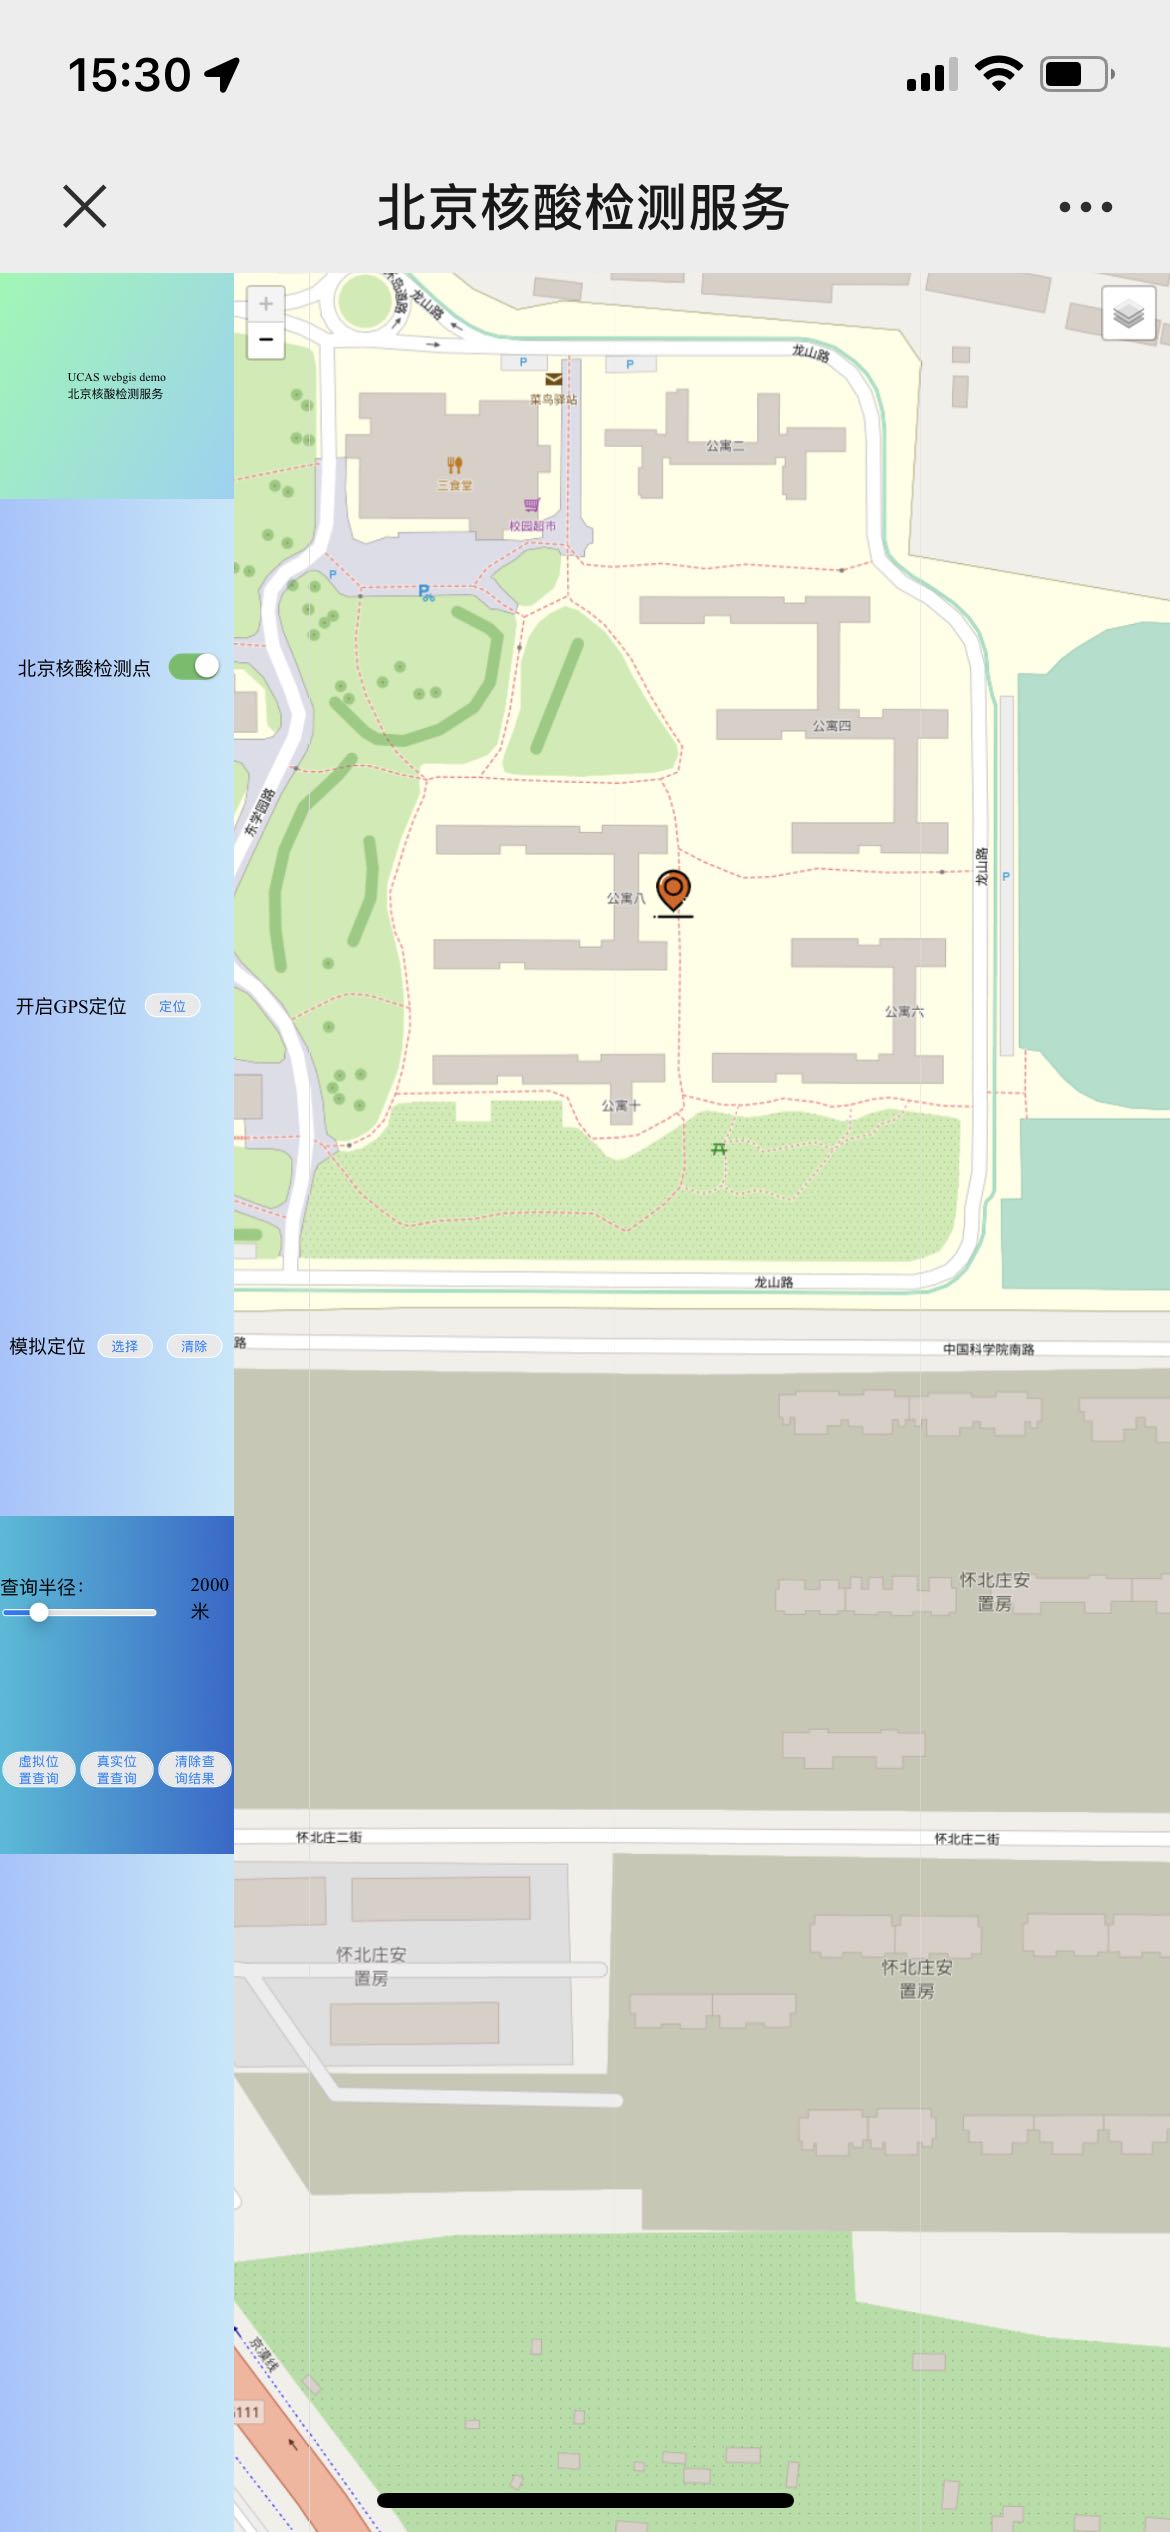 15:30
北京核酸检测服务
UCAS webgis demo
北京核酸检测服务
北京核酸检测点
开启GPS定位
定位
模拟定位
选择
清除
查询半径：
2000
米
虚拟位
置查询
真实位
置查询
清除查
询结果
+
−
龙山路
龙山路
P
P
菜鸟驿站
公寓二
三食堂
校园超市
P
P
公寓四
东学园路
龙山路
P
公寓八
公寓六
公寓十
龙山路
路
中国科学院南路
怀北庄安
置房
怀北庄二街
怀北庄二街
怀北庄安
置房
怀北庄安
置房
京漠线
111